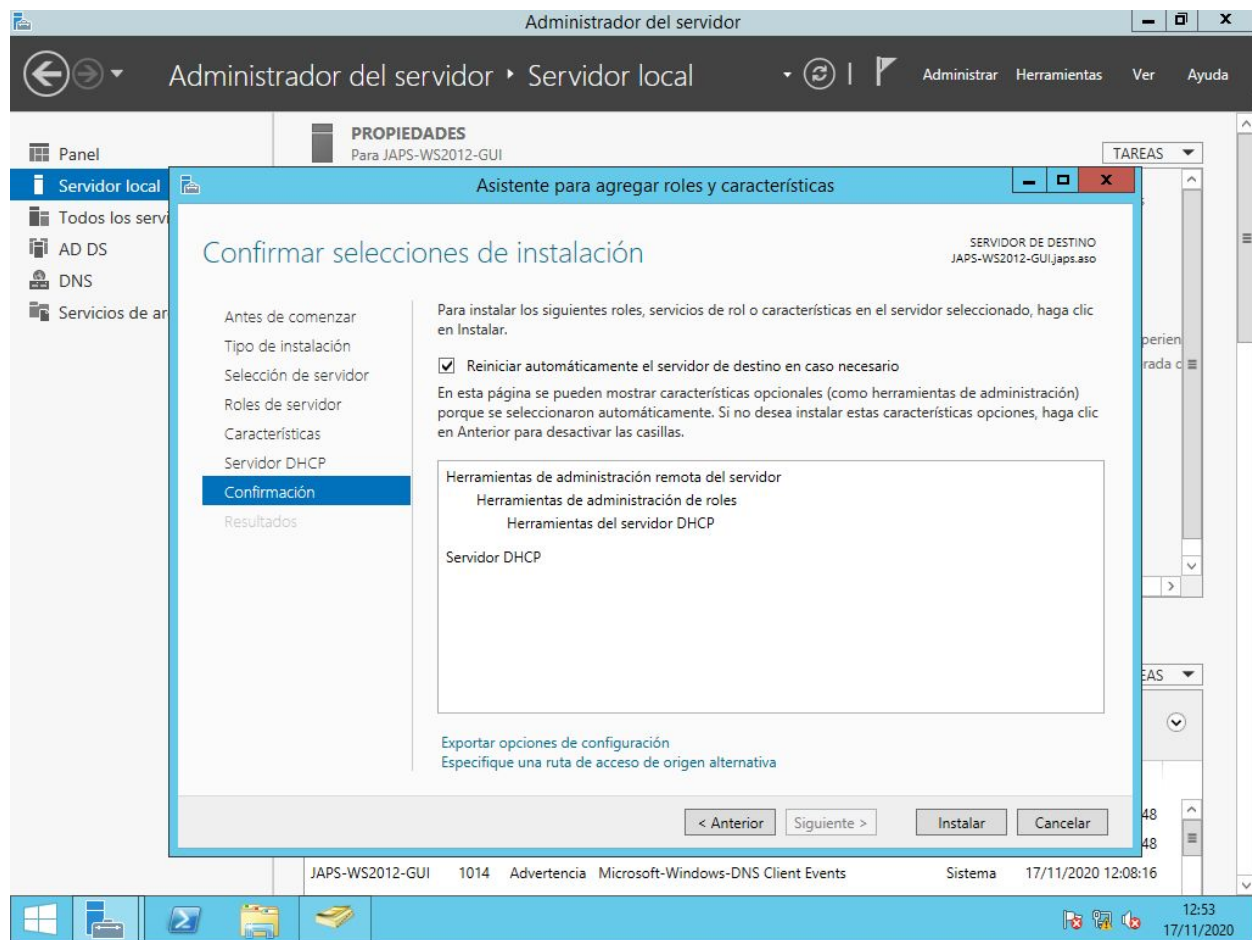 Administrador del servidor
Administrador del servidor ‣ Servidor local
Administrar Herramientas Ver Ayuda
Panel
Servidor local
Todos los servi
AD DS
DNS
Servicios de ar
PROPIEDADES
Para JAPS-WS2012-GUI
TAREAS
Asistente para agregar roles y características
Confirmar selecciones de instalación
SERVIDOR DE DESTINO
JAPS-WS2012-GUI.japs.aso
Antes de comenzar
Tipo de instalación
Selección de servidor
Roles de servidor
Características
Servidor DHCP
Confirmación
Resultados
Para instalar los siguientes roles, servicios de rol o características en el servidor seleccionado, haga clic
en Instalar.
Reiniciar automáticamente el servidor de destino en caso necesario
En esta página se pueden mostrar características opcionales (como herramientas de administración)
porque se seleccionaron automáticamente. Si no desea instalar estas características opciones, haga clic
en Anterior para desactivar las casillas.
Herramientas de administración remota del servidor
Herramientas de administración de roles
Herramientas del servidor DHCP
Servidor DHCP
Exportar opciones de configuración
Especifique una ruta de acceso de origen alternativa
< Anterior Siguiente > Instalar Cancelar
perien
rada c
EAS
48
48
JAPS-WS2012-GUI 1014 Advertencia Microsoft-Windows-DNS Client Events Sistema 17/11/2020 12:08:16
12:53
17/11/2020